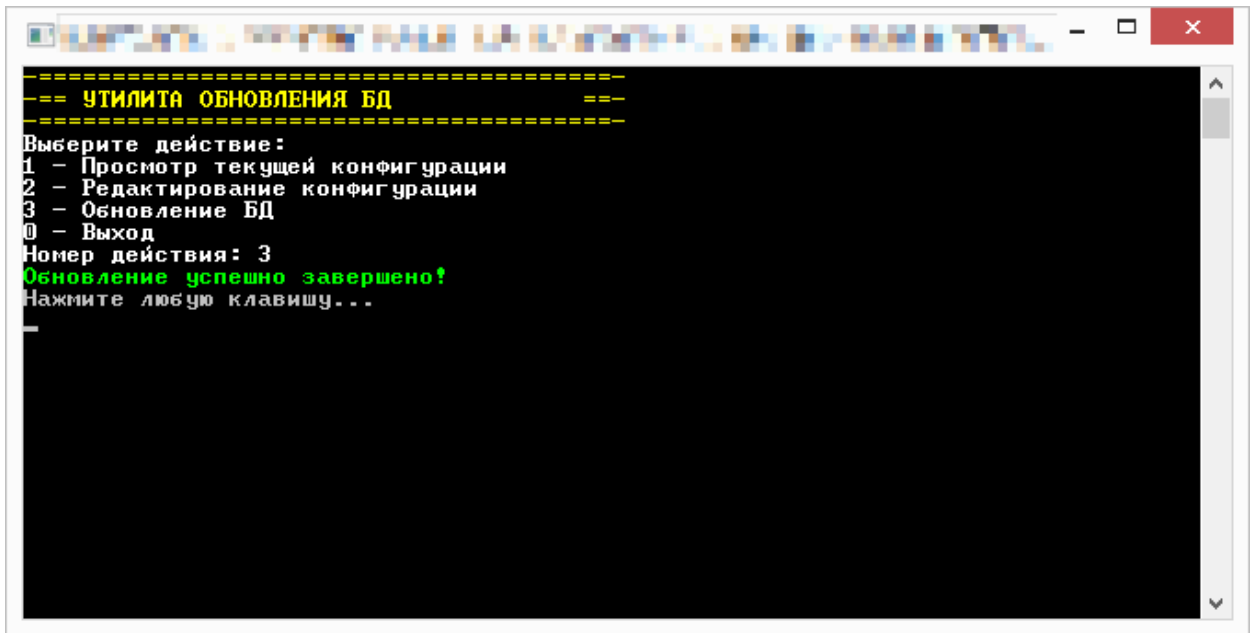 -=======================================-
-== УТИЛИТА ОБНОВЛЕНИЯ БД             ==-
-=======================================-
Выберите действие:
1 - Просмотр текущей конфигурации
2 - Редактирование конфигурации
3 - Обновление БД
0 - Выход
Номер действия: 3
Обновление успешно завершено!
Нажмите любую клавишу...